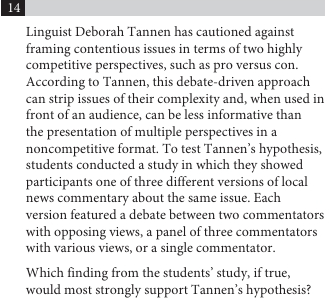 14
Linguist Deborah Tannen has cautioned against
framing contentious issues in terms of two highly
competitive perspectives, such as pro versus con.
According to Tannen, this debate-driven approach
can strip issues of their complexity and, when used in
front of an audience, can be less informative than
the presentation of multiple perspectives in a
noncompetitive format. To test Tannen's hypothesis,
students conducted a study in which they showed
participants one of three different versions of local
news commentary about the same issue. Each
version featured a debate between two commentators
with opposing views, a panel of three commentators
with various views, or a single commentator.
Which finding from the students' study, if true,
would most strongly support Tannen's hypothesis?